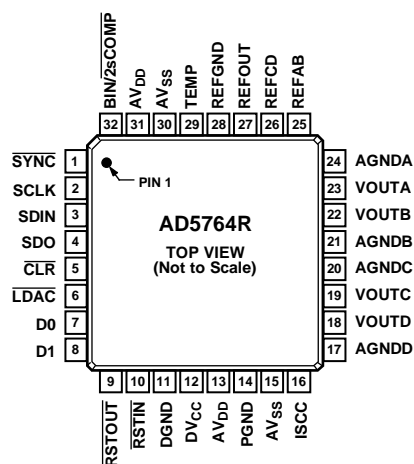 BIN/2sCOMP
AVDD
AVSS
TEMP
REFGND
REFOUT
REFCD
REFAB
32 31 30 29 28 27 26 25
SYNC 1
SCLK 2
SDIN 3
SDO 4
CLR 5
LDAC 6
D0 7
D1 8
PIN 1
AD5764R
TOP VIEW
(Not to Scale)
24 AGNDA
23 VOUTA
22 VOUTB
21 AGNDB
20 AGNDC
19 VOUTC
18 VOUTD
17 AGNDD
9 10 11 12 13 14 15 16
RSTOUT
RSTIN
DGND
DVCC
AVDD
PGND
AVSS
ISCC